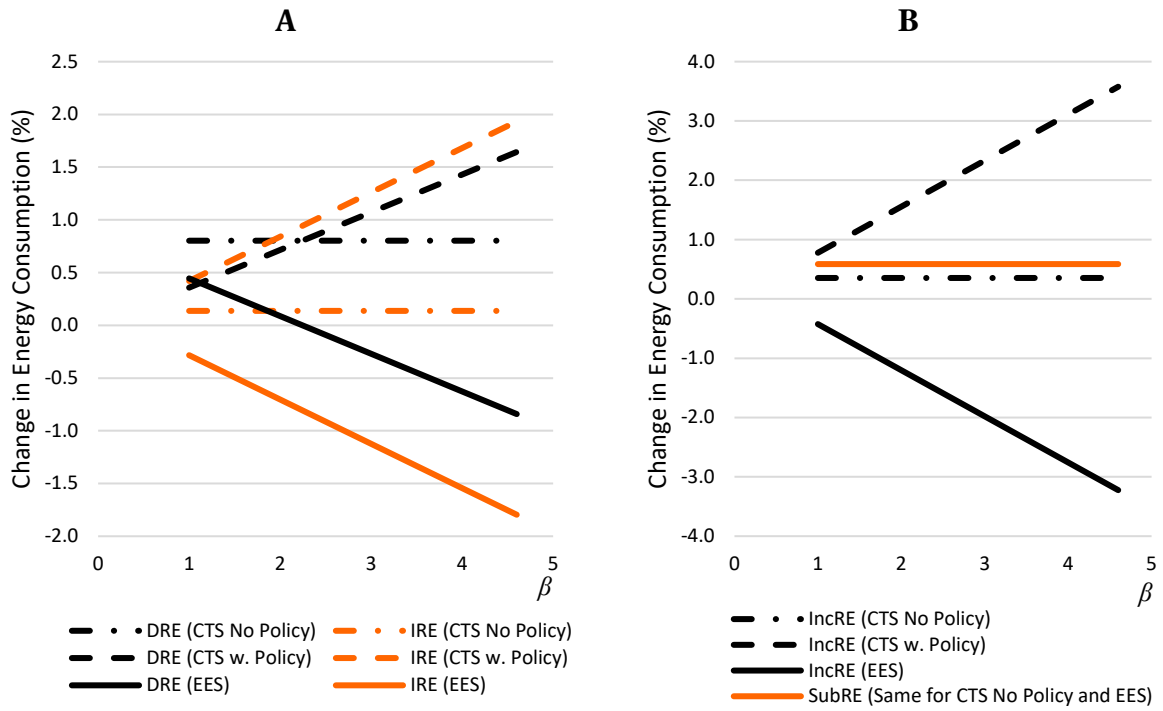 A
Change in Energy Consumption (%)
2.5
2.0
1.5
1.0
0.5
0.0
-0.5
-1.0
-1.5
-2.0
0
1
2
3
4
5
β
DRE (CTS No Policy)
IRE (CTS No Policy)
DRE (CTS w. Policy)
IRE (CTS w. Policy)
DRE (EES)
IRE (EES)
B
Change in Energy Consumption (%)
4.0
3.0
2.0
1.0
0.0
-1.0
-2.0
-3.0
-4.0
0
1
2
3
4
5
β
IncRE (CTS No Policy)
IncRE (CTS w. Policy)
IncRE (EES)
SubRE (Same for CTS No Policy and EES)